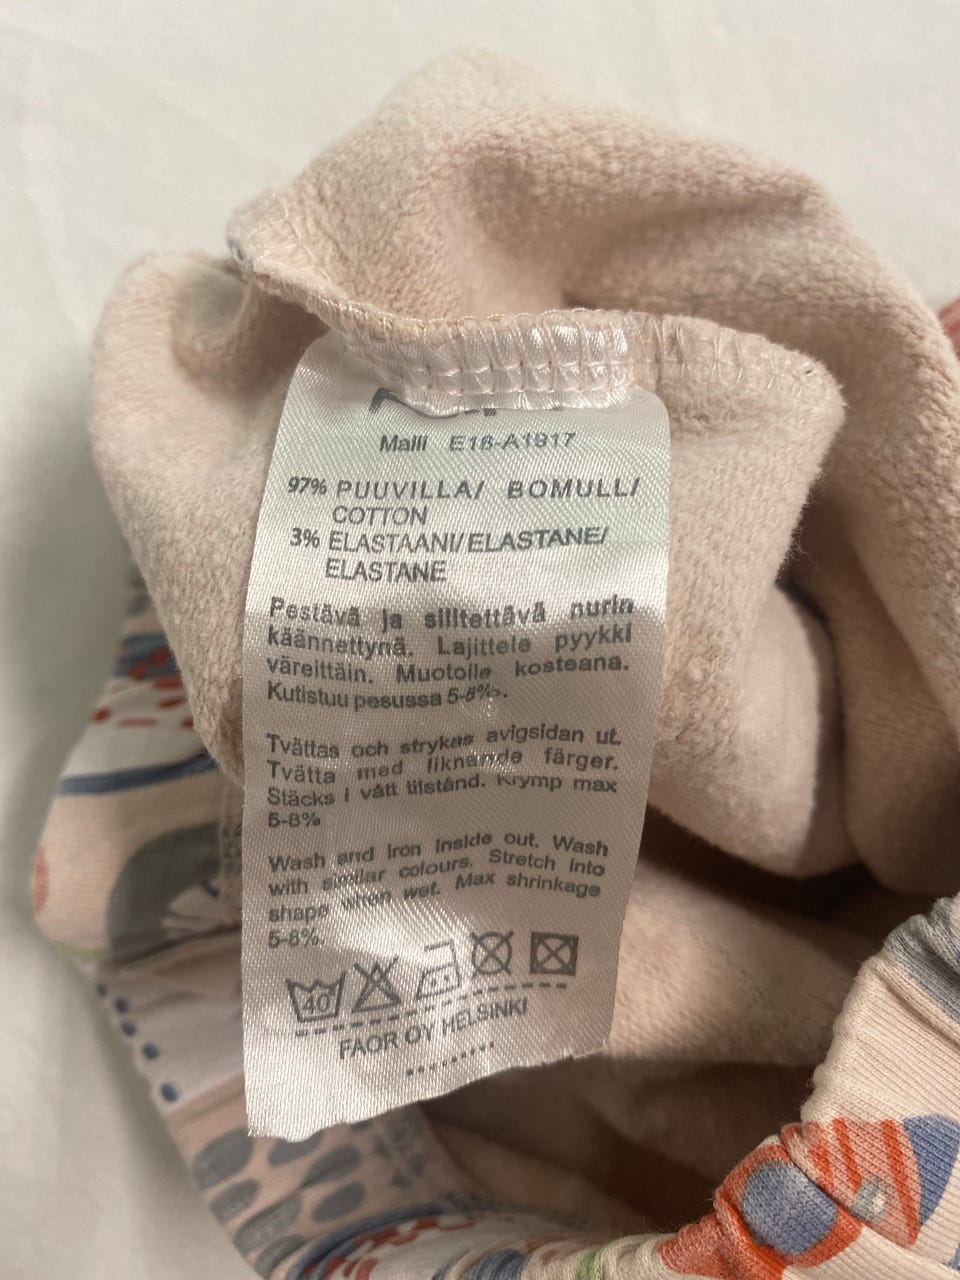 Malli E16-A1917
97% PUUVILLA/ BOMULL/
COTTON
3% ELASTAANI/ELASTANE/
ELASTANE
Pestävä ja silitettävä nurin
käännettynä. Lajittele pyykki
väreittäin. Muotoile kosteana.
Kutistuu pesussa 5-8%.
Tvättas och strykas avigsidan ut.
Tvätta med liknande färger.
Stäcks i vått tilstånd. Krymp max
5-8%
Wash and iron inside out. Wash
with similar colours. Stretch into
shape when wet. Max shrinkage
5-8%.
40
FAOR OY HELSINKI